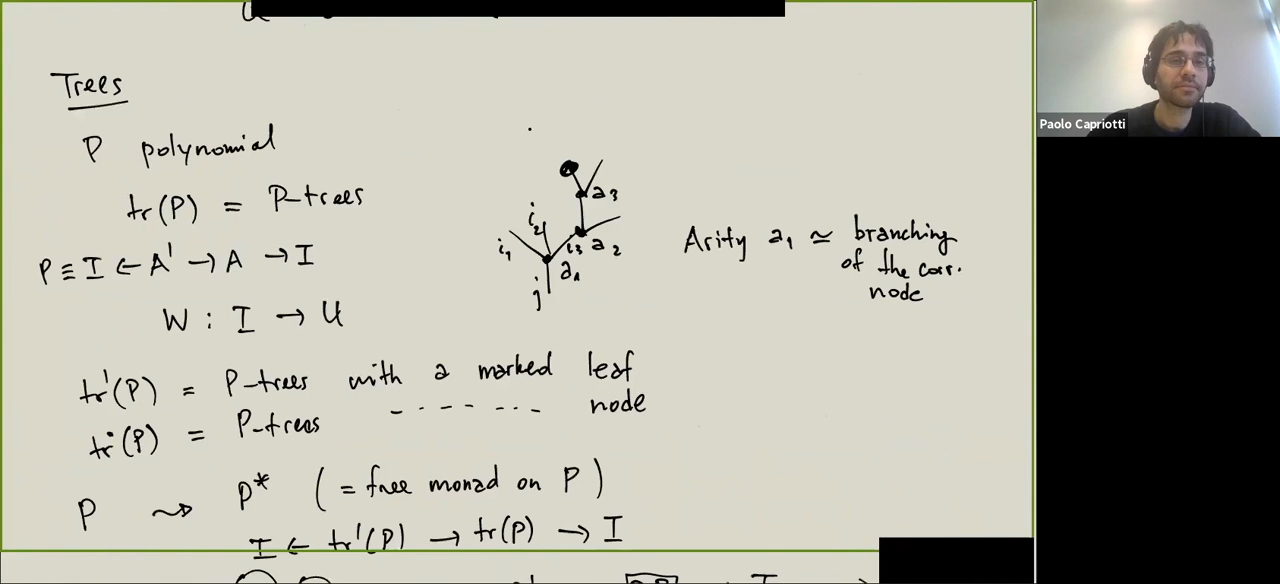 Trees
P polynomial
tr(P) = P-trees
P ≡ I ← A' → A → I
W : I → U
tr'(P) = P-trees with a marked leaf
tr•(P) = P-trees - - - - - - - node
P ⇝ P* ( = free monad on P )
I ← tr'(P) → tr(P) → I
a3
i2
i1
i3 a2
a1
j
Arity a1 ≃ branching
of the corr.
node
Paolo Capriotti